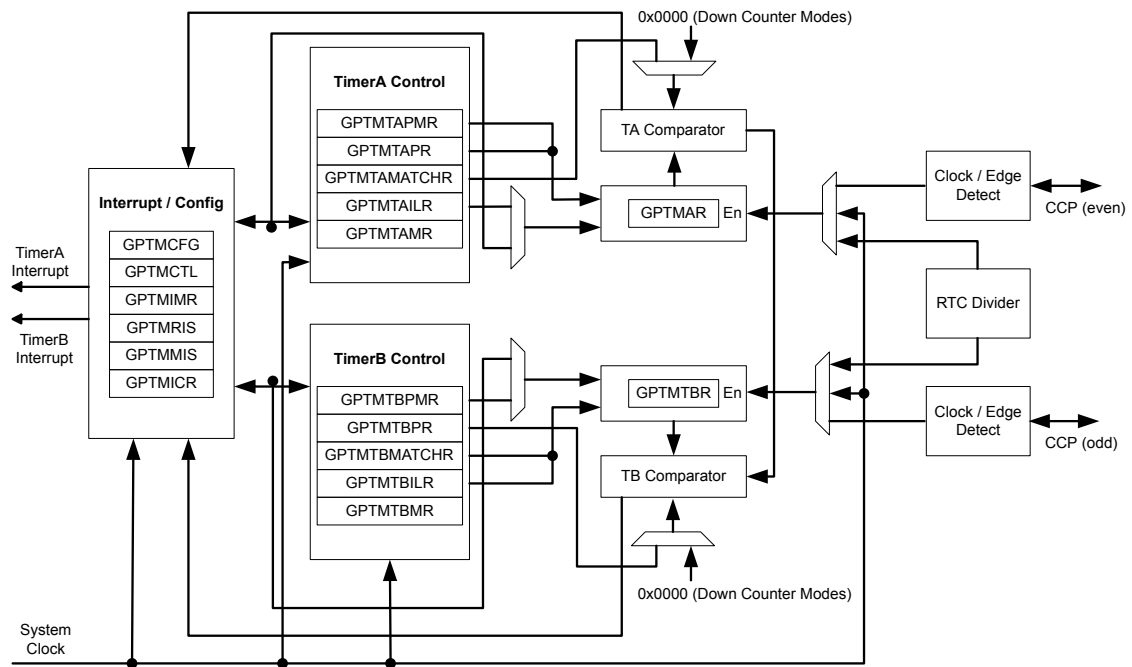 0x0000 (Down Counter Modes)
TimerA Control
GPTMTAPMR
GPTMTAPR
GPTMTAMATCHR
GPTMTAILR
GPTMTAMR
TA Comparator
GPTMAR
En
Clock / Edge
Detect
CCP (even)
Interrupt / Config
GPTMCFG
GPTMCTL
GPTMIMR
GPTMRIS
GPTMMIS
GPTMICR
TimerA
Interrupt
TimerB
Interrupt
RTC Divider
TimerB Control
GPTMTBPMR
GPTMTBPR
GPTMTBMATCHR
GPTMTBILR
GPTMTBMR
GPTMTBR
En
TB Comparator
Clock / Edge
Detect
CCP (odd)
0x0000 (Down Counter Modes)
System
Clock